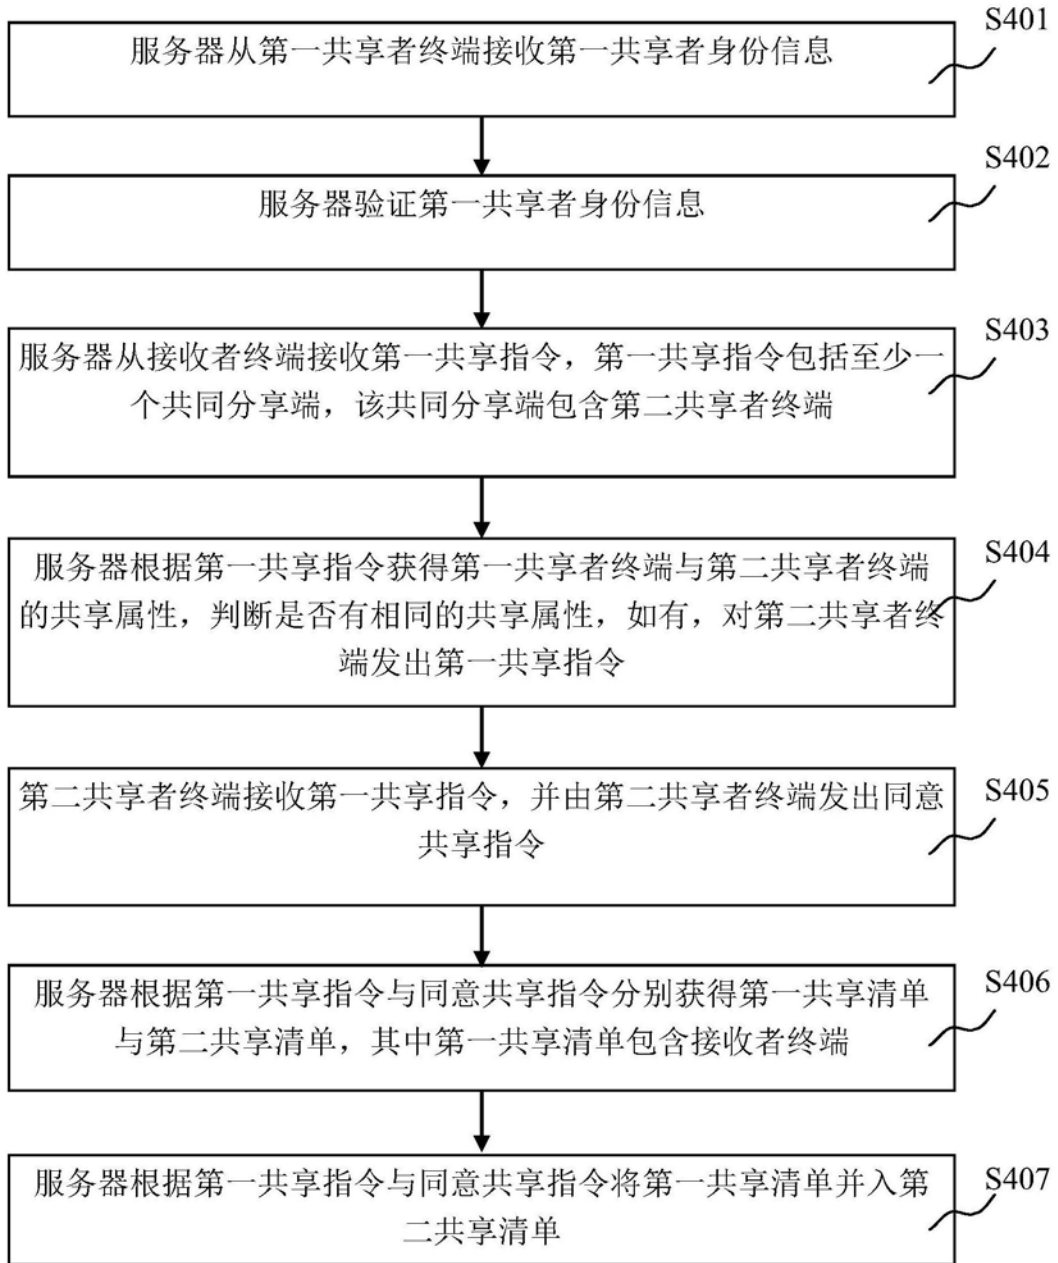 S401
服务器从第一共享者终端接收第一共享者身份信息
S402
服务器验证第一共享者身份信息
S403
服务器从接收者终端接收第一共享指令，第一共享指令包括至少一
个共同分享端，该共同分享端包含第二共享者终端
S404
服务器根据第一共享指令获得第一共享者终端与第二共享者终端
的共享属性，判断是否有相同的共享属性，如有，对第二共享者终
端发出第一共享指令
S405
第二共享者终端接收第一共享指令，并由第二共享者终端发出同意
共享指令
S406
服务器根据第一共享指令与同意共享指令分别获得第一共享清单
与第二共享清单，其中第一共享清单包含接收者终端
S407
服务器根据第一共享指令与同意共享指令将第一共享清单并入第
二共享清单